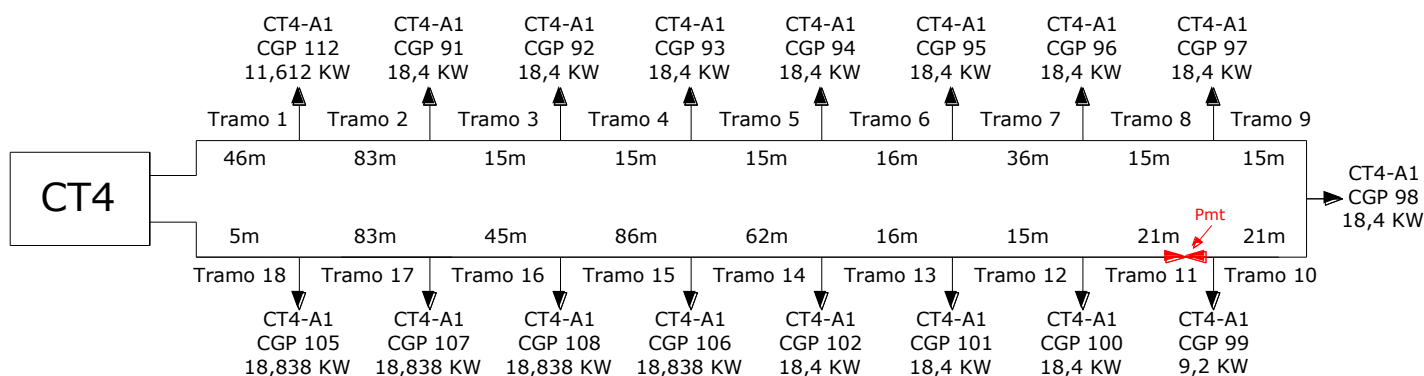 CT4-A1 CT4-A1 CT4-A1 CT4-A1 CT4-A1 CT4-A1 CT4-A1 CT4-A1
CGP 112 CGP 91 CGP 92 CGP 93 CGP 94 CGP 95 CGP 96 CGP 97
11,612 KW 18,4 KW 18,4 KW 18,4 KW 18,4 KW 18,4 KW 18,4 KW 18,4 KW
Tramo 1 Tramo 2 Tramo 3 Tramo 4 Tramo 5 Tramo 6 Tramo 7 Tramo 8 Tramo 9
46m 83m 15m 15m 15m 16m 36m 15m 15m
CT4
CT4-A1
CGP 98
18,4 KW
Pmt
5m 83m 45m 86m 62m 16m 15m 21m 21m
Tramo 18 Tramo 17 Tramo 16 Tramo 15 Tramo 14 Tramo 13 Tramo 12 Tramo 11 Tramo 10
CT4-A1 CT4-A1 CT4-A1 CT4-A1 CT4-A1 CT4-A1 CT4-A1 CT4-A1
CGP 105 CGP 107 CGP 108 CGP 106 CGP 102 CGP 101 CGP 100 CGP 99
18,838 KW 18,838 KW 18,838 KW 18,838 KW 18,4 KW 18,4 KW 18,4 KW 9,2 KW